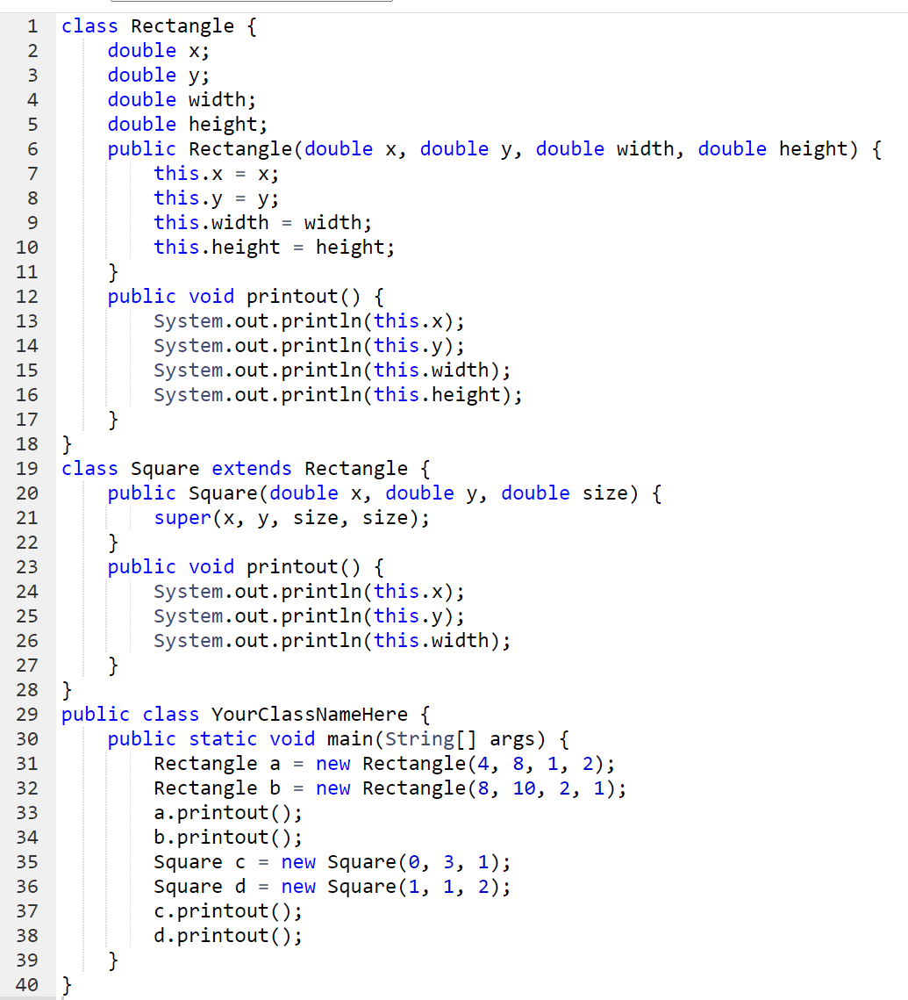 1 class Rectangle {
2     double x;
3     double y;
4     double width;
5     double height;
6     public Rectangle(double x, double y, double width, double height) {
7         this.x = x;
8         this.y = y;
9         this.width = width;
10         this.height = height;
11     }
12     public void printout() {
13         System.out.println(this.x);
14         System.out.println(this.y);
15         System.out.println(this.width);
16         System.out.println(this.height);
17     }
18 }
19 class Square extends Rectangle {
20     public Square(double x, double y, double size) {
21         super(x, y, size, size);
22     }
23     public void printout() {
24         System.out.println(this.x);
25         System.out.println(this.y);
26         System.out.println(this.width);
27     }
28 }
29 public class YourClassNameHere {
30     public static void main(String[] args) {
31         Rectangle a = new Rectangle(4, 8, 1, 2);
32         Rectangle b = new Rectangle(8, 10, 2, 1);
33         a.printout();
34         b.printout();
35         Square c = new Square(0, 3, 1);
36         Square d = new Square(1, 1, 2);
37         c.printout();
38         d.printout();
39     }
40 }